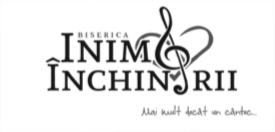 BISERICA
INIMA
ÎNCHINĂRII
Mai mult decât un cântec...